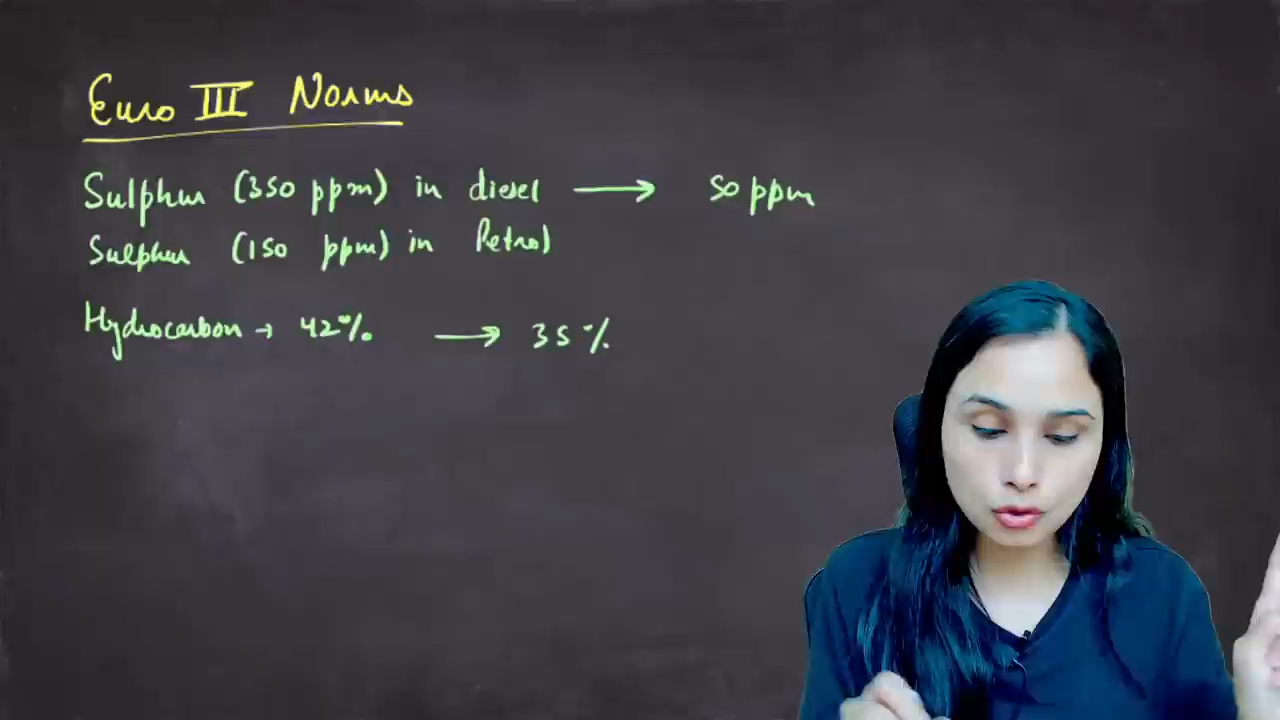 Euro III Norms
Sulphur (350 ppm) in diesel → 50 ppm
Sulphur (150 ppm) in Petrol
Hydrocarbon → 42% → 35%